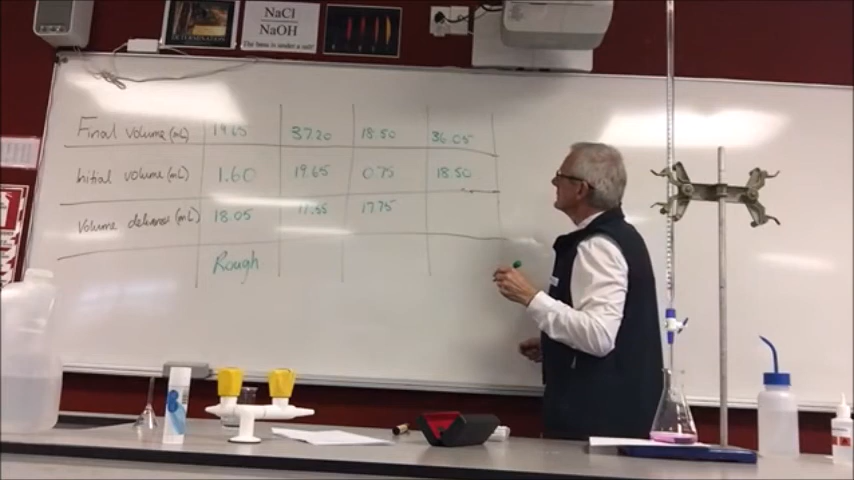 DETERMINATION
NaCl
NaOH
The base is under a salt!
Final volume (mL) 19.65 37.20 18.50 36.05
Initial volume (mL) 1.60 19.65 0.75 18.50
Volume (mL) 18.05 17.55 17.75
Rough